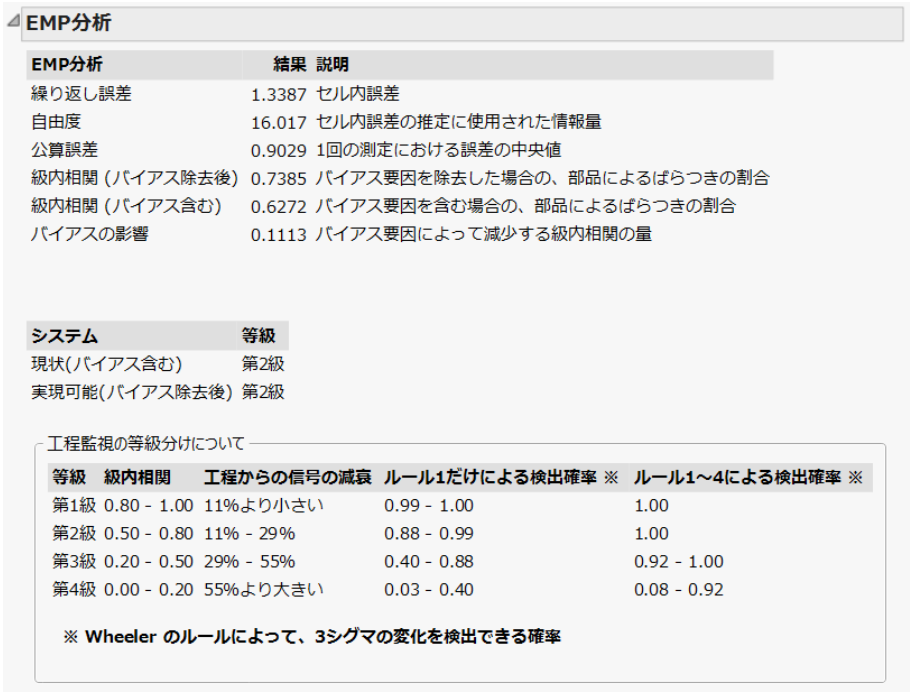 EMP分析
EMP分析 結果 説明
繰り返し誤差 1.3387 セル内誤差
自由度 16.017 セル内誤差の推定に使用された情報量
公算誤差 0.9029 1回の測定における誤差の中央値
級内相関 (バイアス除去後) 0.7385 バイアス要因を除去した場合の、部品によるばらつきの割合
級内相関 (バイアス含む) 0.6272 バイアス要因を含む場合の、部品によるばらつきの割合
バイアスの影響 0.1113 バイアス要因によって減少する級内相関の量
システム 等級
現状(バイアス含む) 第2級
実現可能(バイアス除去後) 第2級
工程監視の等級分けについて
等級 級内相関 工程からの信号の減衰 ルール1だけによる検出確率 ※ ルール1～4による検出確率 ※
第1級 0.80 - 1.00 11%より小さい 0.99 - 1.00 1.00
第2級 0.50 - 0.80 11% - 29% 0.88 - 0.99 1.00
第3級 0.20 - 0.50 29% - 55% 0.40 - 0.88 0.92 - 1.00
第4級 0.00 - 0.20 55%より大きい 0.03 - 0.40 0.08 - 0.92
※ Wheeler のルールによって、3シグマの変化を検出できる確率